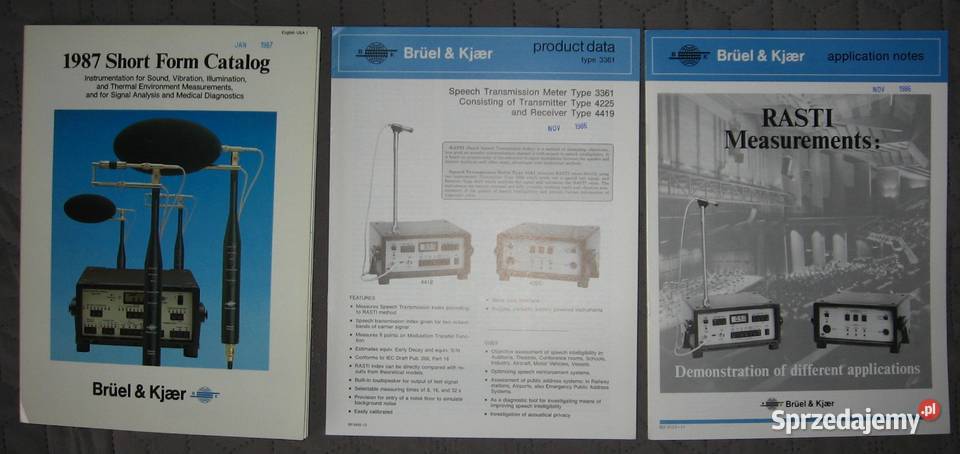 English USA I
JAN 1987
1987 Short Form Catalog
Instrumentation for Sound, Vibration, Illumination,
and Thermal Environment Measurements,
and for Signal Analysis and Medical Diagnostics
Brüel & Kjær
Brüel & Kjær
product data
type 3361
Speech Transmission Meter Type 3361
Consisting of Transmitter Type 4225
and Receiver Type 4419
NOV 1986
4419
FEATURES
• Measures Speech Transmission Index according
to RASTI method
• Speech transmission index given for two octave
bands of carrier signal
• Measures 9 points on Modulation Transfer Func-
tion
• Estimates equiv. Early Decay and equiv. S/N
• Conforms to IEC Draft Pub. 268, Part 16
• RASTI index can be directly compared with re-
sults from theoretical models
• Built-in loudspeaker for output of test signal
• Selectable measuring times of 8, 16, and 32 s
• Provision for entry of a noise floor to simulate
background noise
• Easily calibrated
battery powered instruments
USES
• Objective assessment of speech intelligibility in:
Auditoria, Theatres, Conference rooms, Schools,
Industry, Aircraft, Motor Vehicles, Vessels
• Optimizing speech reinforcement systems
• Assessment of public address systems: in Railway
stations, Airports, also Emergency Public Address
Systems
• As a diagnostic tool for investigating means of
improving speech intelligibility
• Investigation of acoustical privacy
Brüel & Kjær
application notes
NOV 1986
RASTI
Measurements:
Demonstration of different applications
Brüel & Kjær
Sprzedajemy.pl